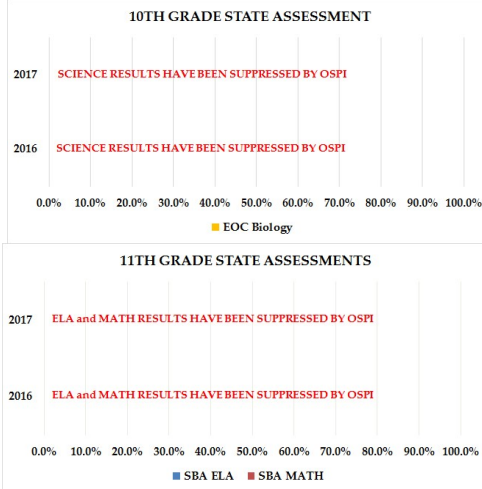 10TH GRADE STATE ASSESSMENT
2017 SCIENCE RESULTS HAVE BEEN SUPPRESSED BY OSPI
2016 SCIENCE RESULTS HAVE BEEN SUPPRESSED BY OSPI
0.0% 10.0% 20.0% 30.0% 40.0% 50.0% 60.0% 70.0% 80.0% 90.0% 100.0%
EOC Biology
11TH GRADE STATE ASSESSMENTS
2017 ELA and MATH RESULTS HAVE BEEN SUPPRESSED BY OSPI
2016 ELA and MATH RESULTS HAVE BEEN SUPPRESSED BY OSPI
0.0% 10.0% 20.0% 30.0% 40.0% 50.0% 60.0% 70.0% 80.0% 90.0% 100.0%
SBA ELA SBA MATH